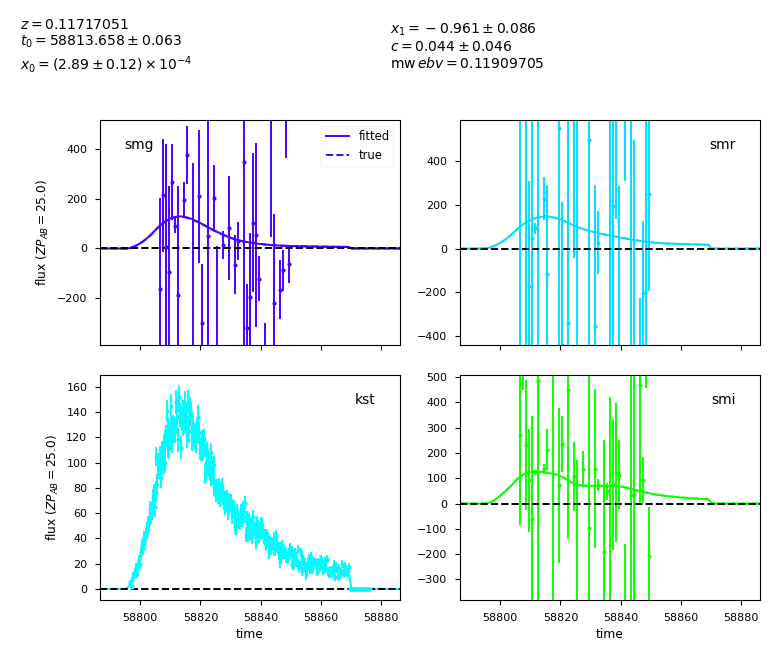 z = 0.11717051
t₀ = 58813.658 ± 0.063
x₀ = (2.89 ± 0.12) × 10⁻⁴
x₁ = −0.961 ± 0.086
c = 0.044 ± 0.046
mw ebv = 0.11909705
smg
fitted
true
400
200
0
−200
flux (ZP_AB = 25.0)
smr
400
200
0
−200
−400
kst
160
140
120
100
80
60
40
20
0
flux (ZP_AB = 25.0)
58800 58820 58840 58860 58880
time
smi
500
400
300
200
100
0
−100
−200
−300
58800 58820 58840 58860 58880
time